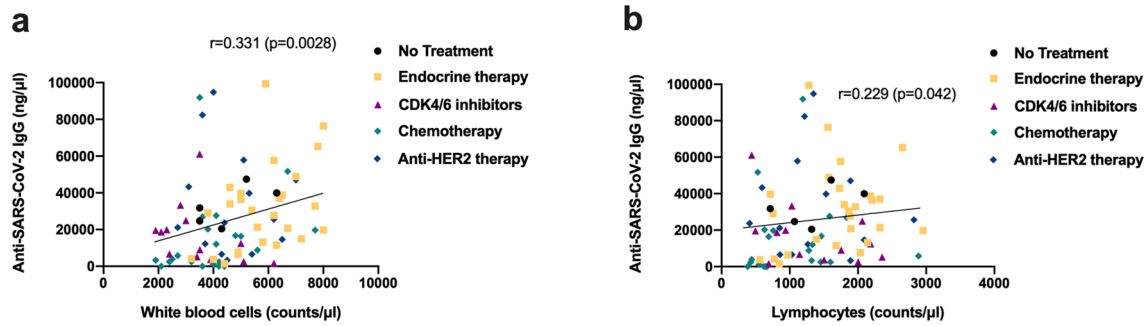 a
r=0.331 (p=0.0028)
Anti-SARS-CoV-2 IgG (ng/µl)
100000
80000
60000
40000
20000
0
0
2000
4000
6000
8000
10000
White blood cells (counts/µl)
No Treatment
Endocrine therapy
CDK4/6 inhibitors
Chemotherapy
Anti-HER2 therapy
b
r=0.229 (p=0.042)
Anti-SARS-CoV-2 IgG (ng/µl)
100000
80000
60000
40000
20000
0
0
1000
2000
3000
4000
Lymphocytes (counts/µl)
No Treatment
Endocrine therapy
CDK4/6 inhibitors
Chemotherapy
Anti-HER2 therapy